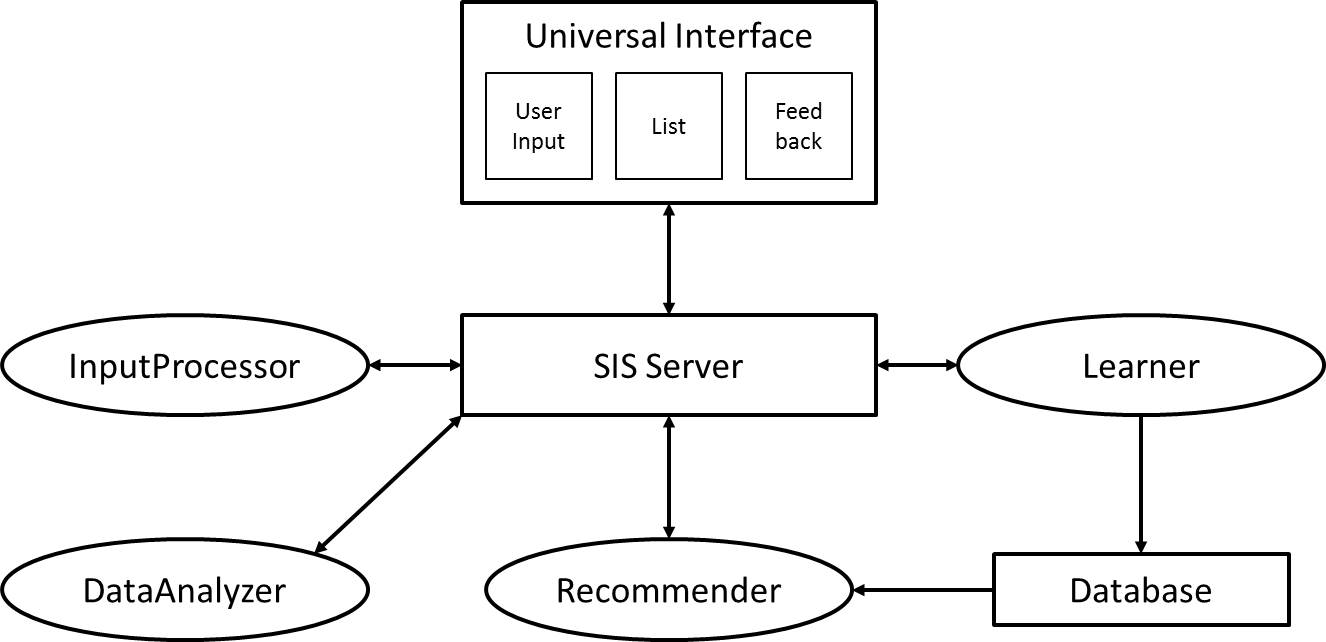 Universal Interface
User
Input
List
Feed
back
InputProcessor
SIS Server
Learner
DataAnalyzer
Recommender
Database